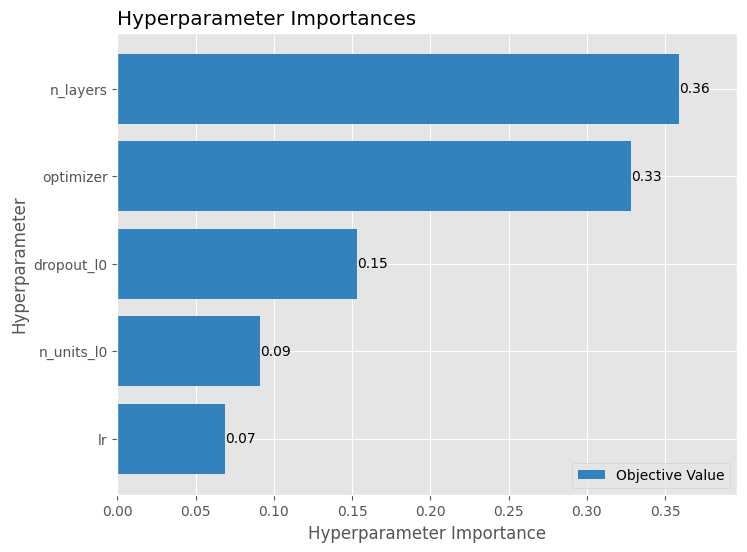 Hyperparameter Importances
n_layers
0.36
optimizer
0.33
dropout_l0
0.15
n_units_l0
0.09
lr
0.07
Hyperparameter
Objective Value
0.00 0.05 0.10 0.15 0.20 0.25 0.30 0.35
Hyperparameter Importance